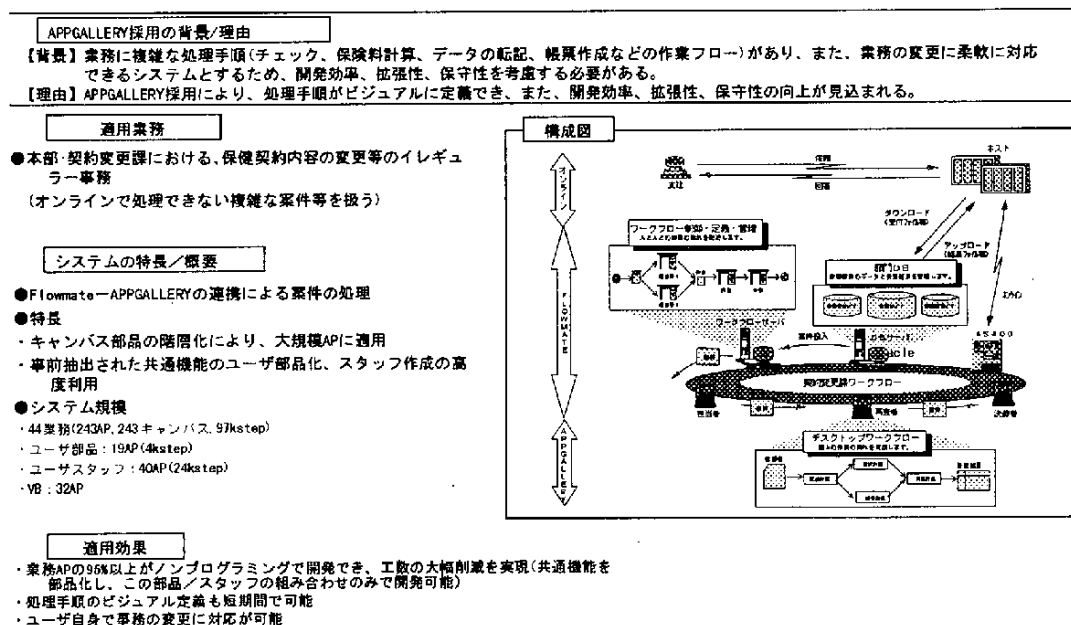 APPGALLERY採用の背景/理由
【背景】業務に複雑な処理手順(チェック、保険料計算、データの転記、帳票作成などの作業フロー)があり、また、業務の変更に柔軟に対応
できるシステムとするため、開発効率、拡張性、保守性を考慮する必要がある。
【理由】APPGALLERY採用により、処理手順がビジュアルに定義でき、また、開発効率、拡張性、保守性の向上が見込まれる。
適用業務
●本部・契約変更課における、保健契約内容の変更等のイレギュ
ラー事務
(オンラインで処理できない複雑な案件等を扱う)
システムの特長/概要
●Flowmate－APPGALLERYの連携による案件の処理
●特長
・キャンバス部品の階層化により、大規模APに適用
・事前抽出された共通機能のユーザ部品化、スタッフ作成の高
度利用
●システム規模
・44業務(243AP, 243キャンバス, 97kstep)
・ユーザ部品：19AP(4kstep)
・ユーザスタッフ：40AP(24kstep)
・VB：32AP
適用効果
・業務APの95%以上がノンプログラミングで開発でき、工数の大幅削減を実現(共通機能を
部品化し、この部品／スタッフの組み合わせのみで開発可能)
・処理手順のビジュアル定義も短期間で可能
・ユーザ自身で事務の変更に対応が可能
構成図
オンライン
FLOWMATE
APPGALLERY
支社
ホスト
ダウンロード
アップロード
ワークフロー制御・定義・管理
部門DB
ワークフローサーバ
DBサーバ
案件投入
オンライン
AS400
契約変更課ワークフロー
担当者
再査者
決裁者
デスクトップワークフロー